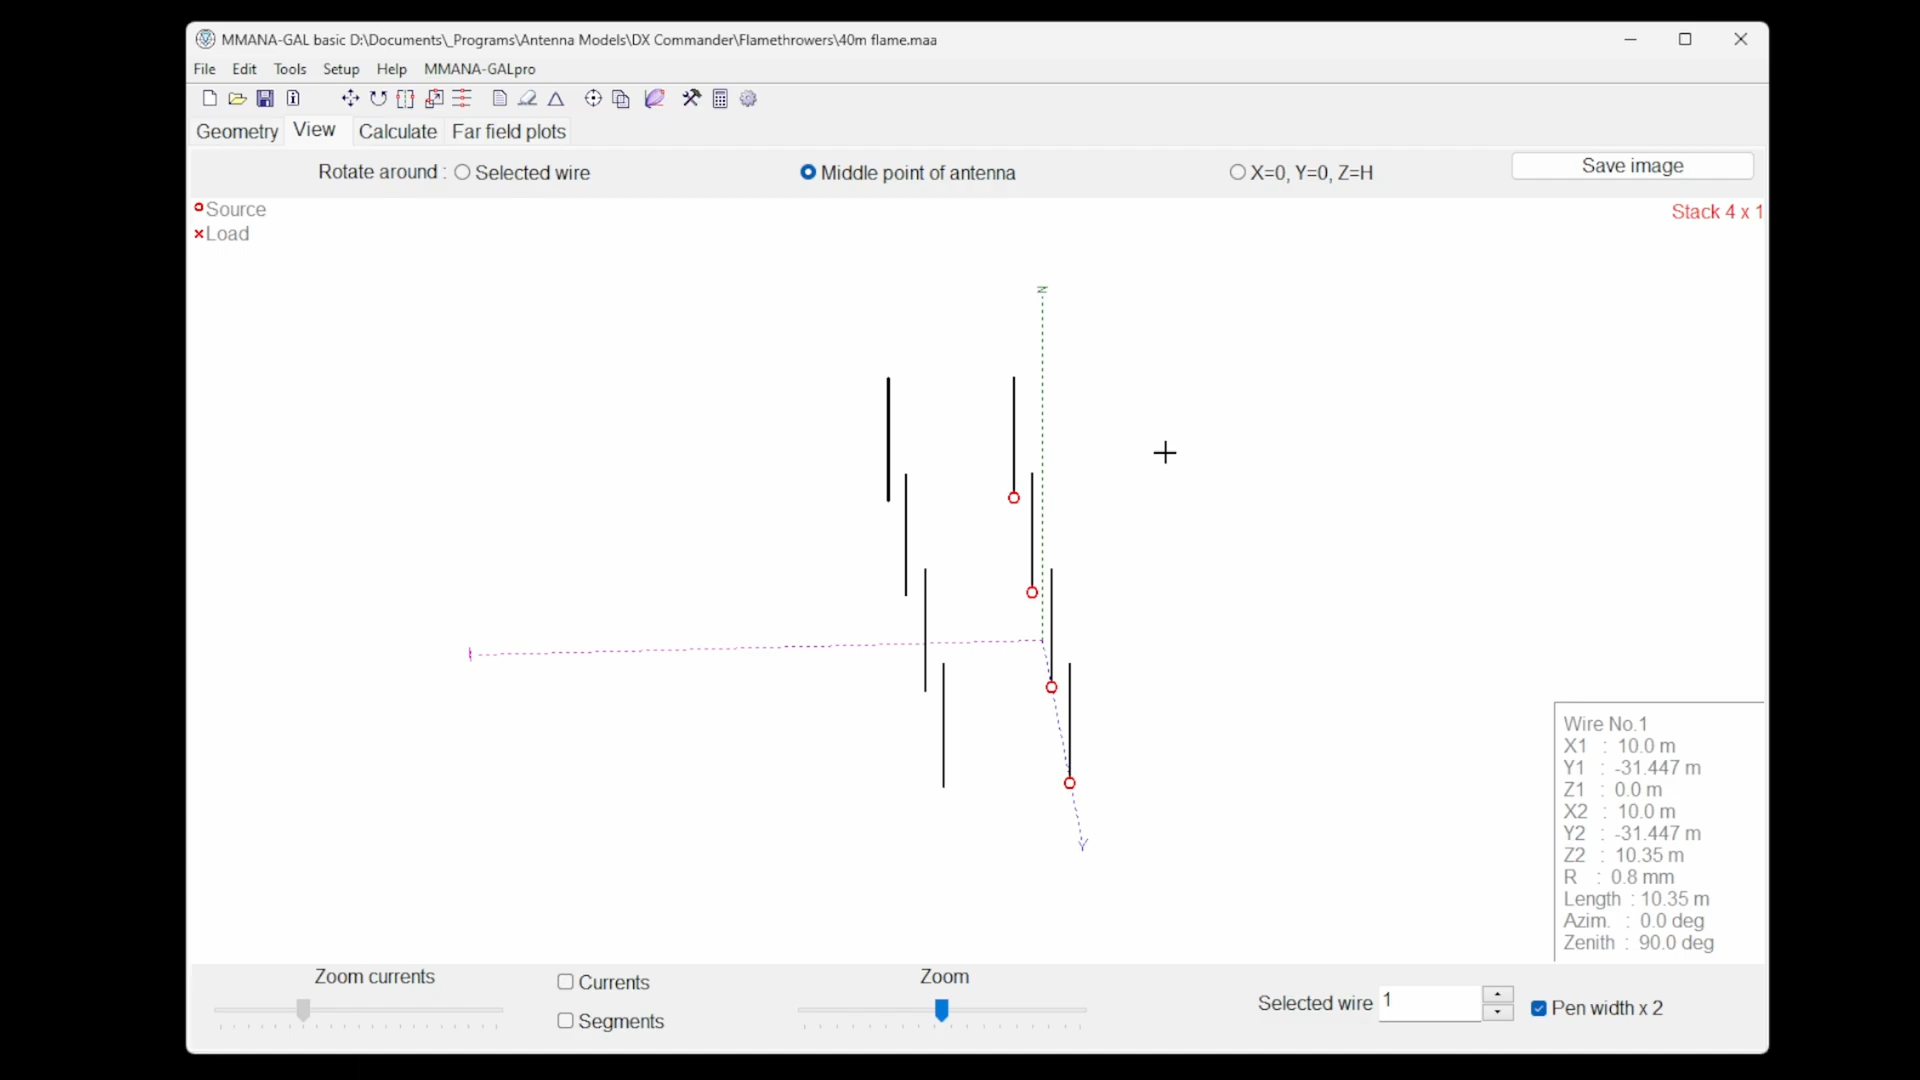 MMANA-GAL basic D:\Documents\_Programs\Antenna Models\DX Commander\Flamethrowers\40m flame.maa
File Edit Tools Setup Help MMANA-GALpro
Geometry View Calculate Far field plots
Rotate around : Selected wire Middle point of antenna X=0, Y=0, Z=H Save image
Source Stack 4 x 1
Load
Z
Y
Wire No.1
X1 : 10.0 m
Y1 : -31.447 m
Z1 : 0.0 m
X2 : 10.0 m
Y2 : -31.447 m
Z2 : 10.35 m
R : 0.8 mm
Length : 10.35 m
Azim. : 0.0 deg
Zenith : 90.0 deg
Zoom currents Currents Zoom
Segments Selected wire 1 Pen width x 2